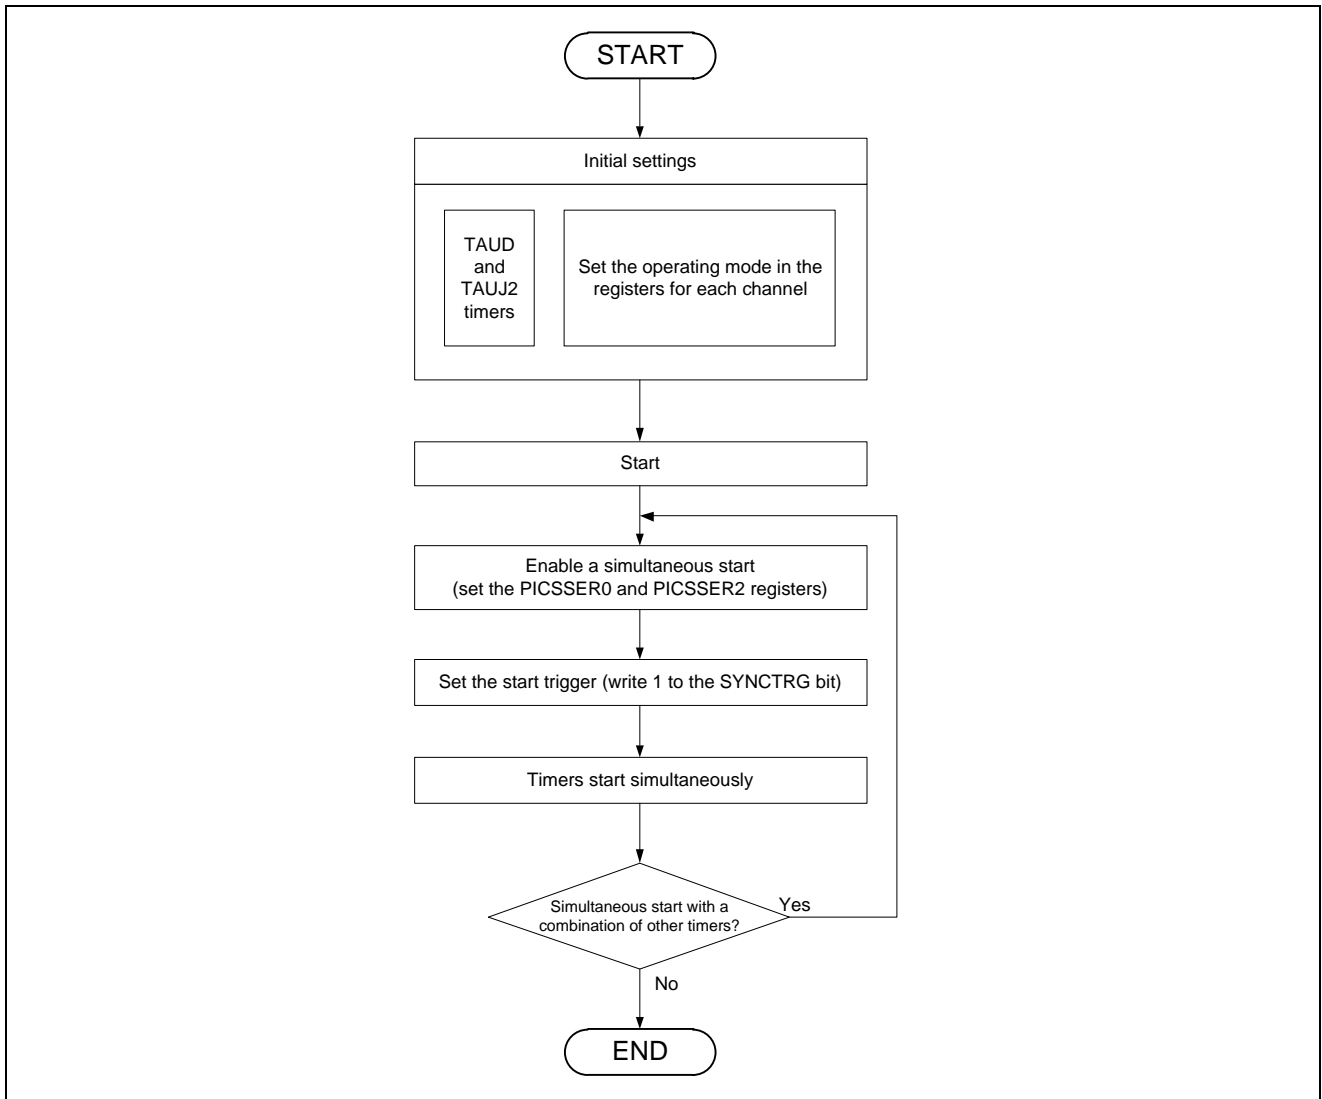 START
Initial settings
TAUD
and
TAUJ2
timers
Set the operating mode in the
registers for each channel
Start
Enable a simultaneous start
(set the PICSSER0 and PICSSER2 registers)
Set the start trigger (write 1 to the SYNCTRG bit)
Timers start simultaneously
Simultaneous start with a
combination of other timers?
Yes
No
END